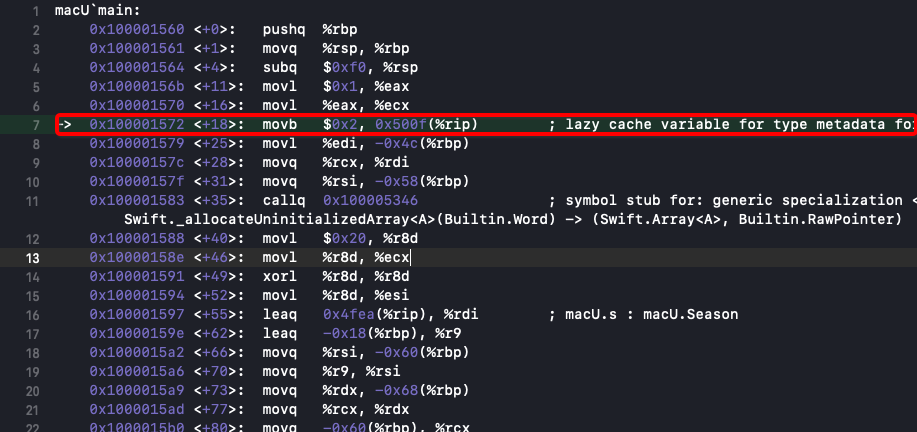 1 macU`main:
2 0x100001560 <+0>: pushq %rbp
3 0x100001561 <+1>: movq %rsp, %rbp
4 0x100001564 <+4>: subq $0xf0, %rsp
5 0x10000156b <+11>: movl $0x1, %eax
6 0x100001570 <+16>: movl %eax, %ecx
7 -> 0x100001572 <+18>: movb $0x2, 0x500f(%rip) ; lazy cache variable for type metadata for
8 0x100001579 <+25>: movl %edi, -0x4c(%rbp)
9 0x10000157c <+28>: movq %rcx, %rdi
10 0x10000157f <+31>: movq %rsi, -0x58(%rbp)
11 0x100001583 <+35>: callq 0x100005346 ; symbol stub for: generic specialization <
Swift._allocateUninitializedArray<A>(Builtin.Word) -> (Swift.Array<A>, Builtin.RawPointer)
12 0x100001588 <+40>: movl $0x20, %r8d
13 0x10000158e <+46>: movl %r8d, %ecx
14 0x100001591 <+49>: xorl %r8d, %r8d
15 0x100001594 <+52>: movl %r8d, %esi
16 0x100001597 <+55>: leaq 0x4fea(%rip), %rdi ; macU.s : macU.Season
17 0x10000159e <+62>: leaq -0x18(%rbp), %r9
18 0x1000015a2 <+66>: movq %rsi, -0x60(%rbp)
19 0x1000015a6 <+70>: movq %r9, %rsi
20 0x1000015a9 <+73>: movq %rdx, -0x68(%rbp)
21 0x1000015ad <+77>: movq %rcx, %rdx
22 0x1000015b0 <+80>: movq -0x60(%rbp), %rcx